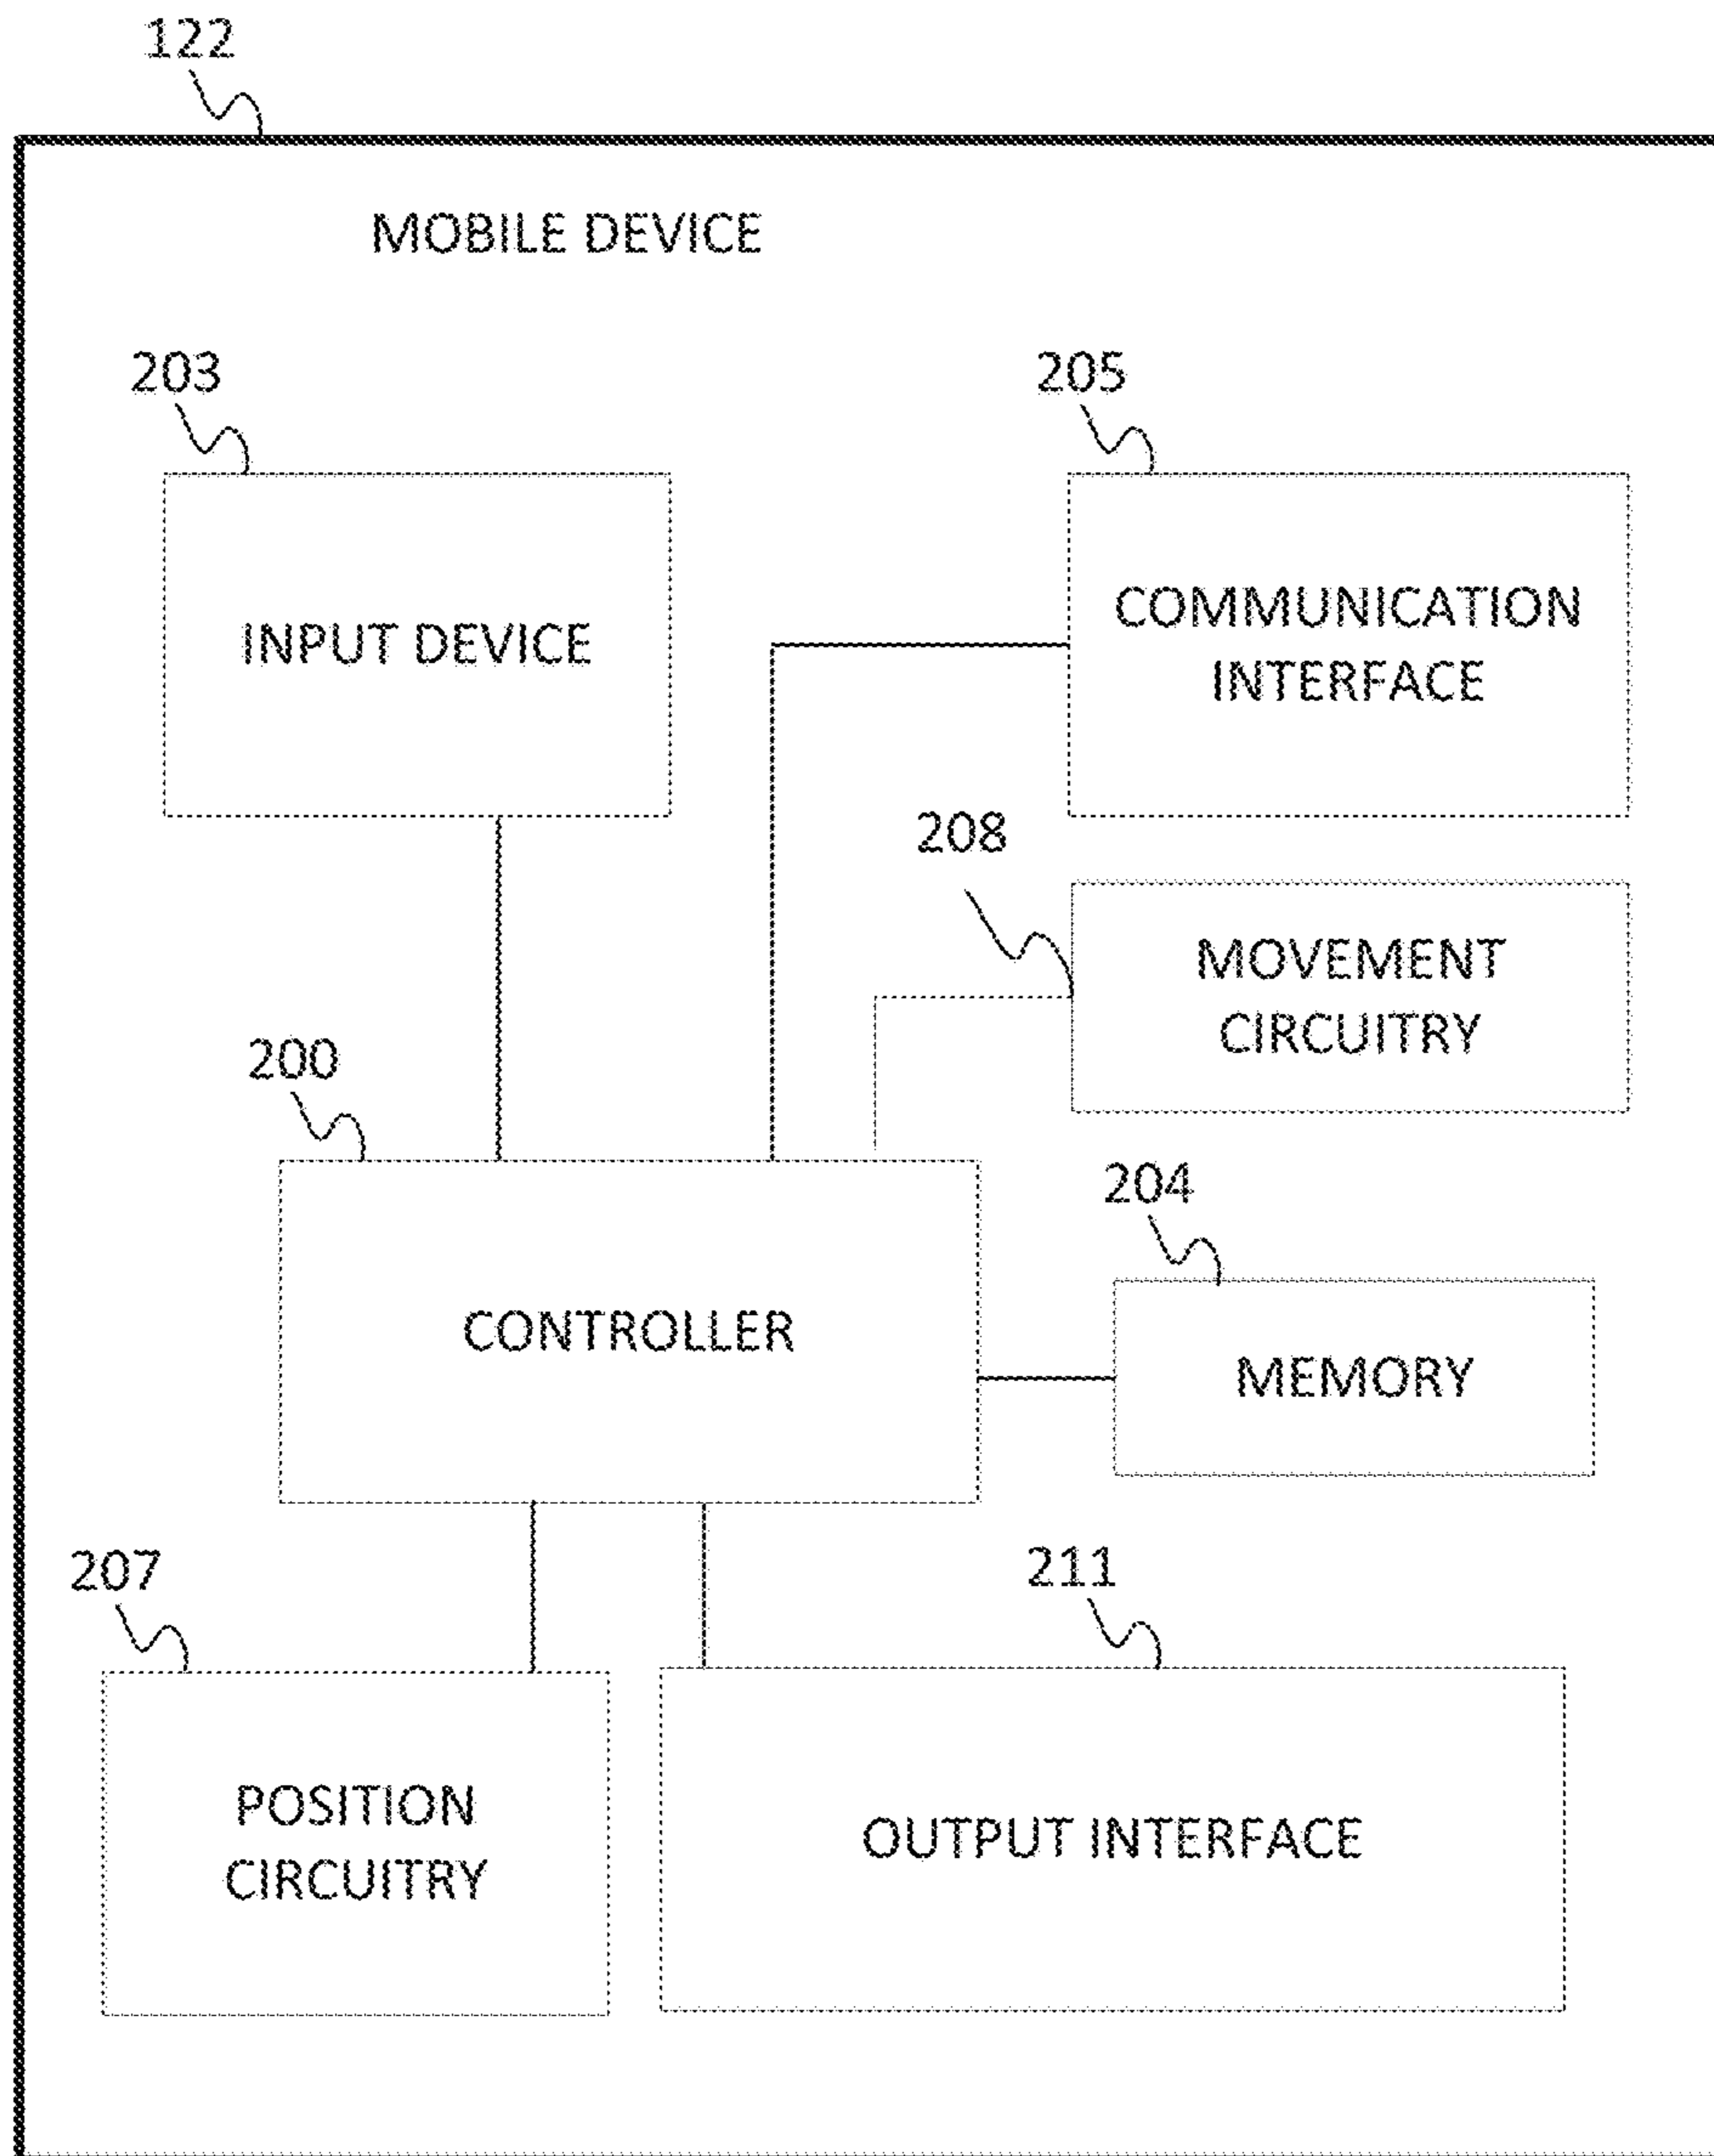 122
MOBILE DEVICE
203
205
INPUT DEVICE
COMMUNICATION
INTERFACE
208
MOVEMENT
CIRCUITRY
200
204
CONTROLLER
MEMORY
207
211
POSITION
CIRCUITRY
OUTPUT INTERFACE